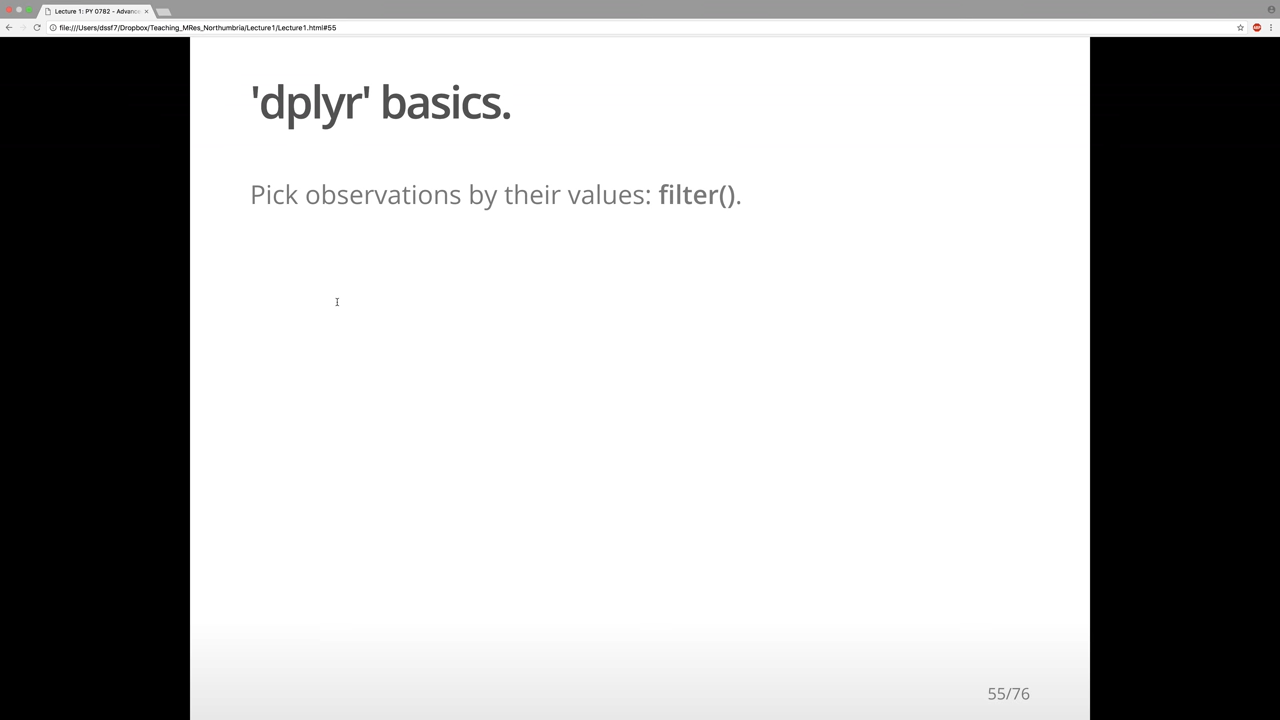 Lecture 1: PY 0782 - Advanc
file:///Users/dssf7/Dropbox/Teaching_MRes_Northumbria/Lecture1/Lecture1.html#55
'dplyr' basics.
Pick observations by their values: filter().
55/76